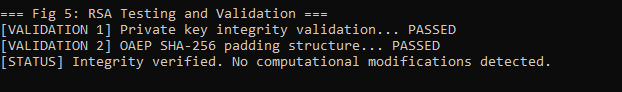 === Fig 5: RSA Testing and Validation ===
[VALIDATION 1] Private key integrity validation... PASSED
[VALIDATION 2] OAEP SHA-256 padding structure... PASSED
[STATUS] Integrity verified. No computational modifications detected.